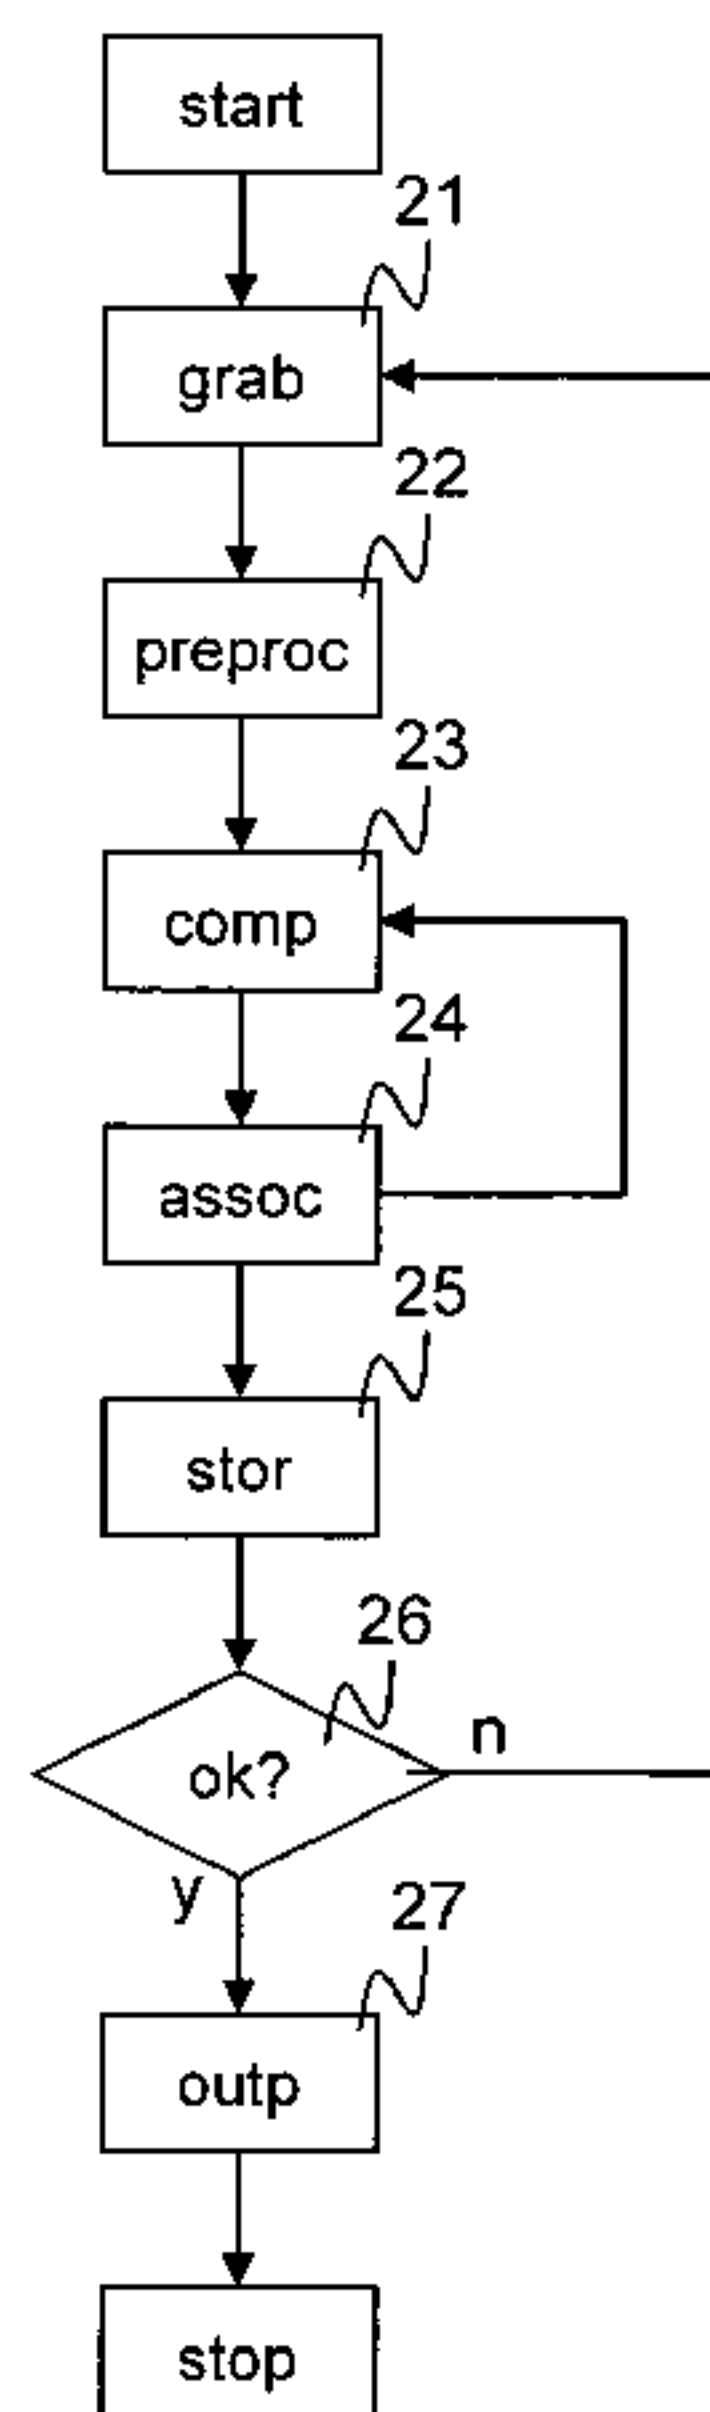 start
21
grab
22
preproc
23
comp
24
assoc
25
stor
26
ok?
n
y
27
outp
stop